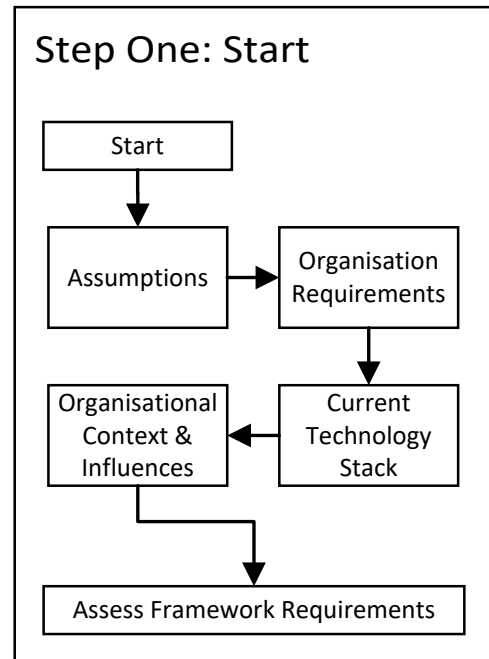 Step One: Start
Start
Assumptions
Organisation
Requirements
Organisational
Context &
Influences
Current
Technology
Stack
Assess Framework Requirements